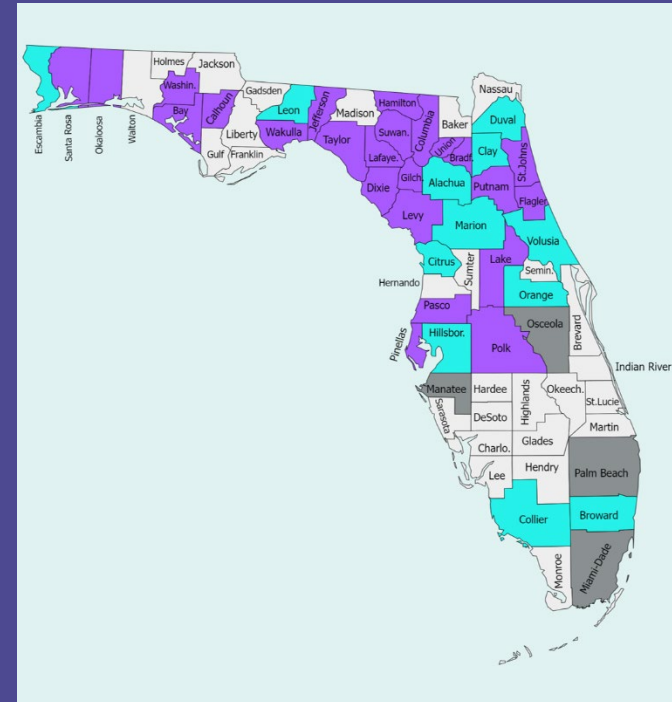 Holmes
Jackson
Nassau
Washin.
Gadsden
Hamilton
Leon
Jefferson
Madison
Duval
Bay
Calhoun
Liberty
Wakulla
Taylor
Suwan.
Columbia
Baker
Escambia
Santa Rosa
Okaloosa
Walton
Gulf
Franklin
Lafaye.
Union
Bradf.
Clay
St.Johns
Dixie
Gilch.
Alachua
Putnam
Flagler
Levy
Marion
Volusia
Citrus
Sumter
Lake
Semin.
Hernando
Orange
Pasco
Osceola
Brevard
Pinellas
Hillsbor.
Polk
Indian River
Manatee
Hardee
Highlands
Okeech.
St.Lucie
Sarasota
DeSoto
Martin
Charlo.
Glades
Lee
Hendry
Palm Beach
Collier
Broward
Monroe
Miami-Dade